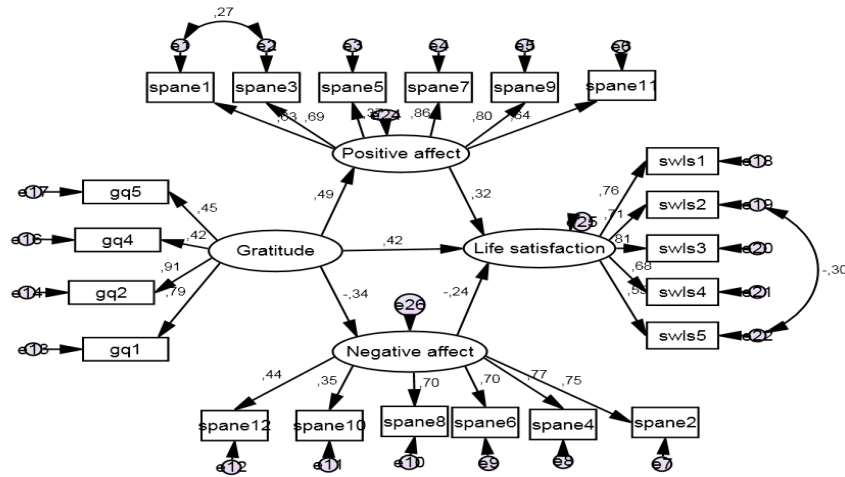 ,27
e1 e2 e3 e4 e5 e6
spane1 spane3 spane5 spane7 spane9 spane11
,63 ,69 ,37 ,86 ,80 ,64
e24
Positive affect
e17 gq5 ,45
e16 gq4 ,42
e14 gq2 ,91
e13 gq1 ,79
Gratitude
,49 ,32
,42
-,34 -,24
e25
Life satisfaction
,76 swls1 e18
,71 swls2 e19
,81 swls3 e20
,68 swls4 e21
swls5 e22
-,30
e26
Negative affect
,44 ,35 ,70 ,70 ,77 ,75
spane12 spane10 spane8 spane6 spane4 spane2
e12 e11 e10 e9 e8 e7